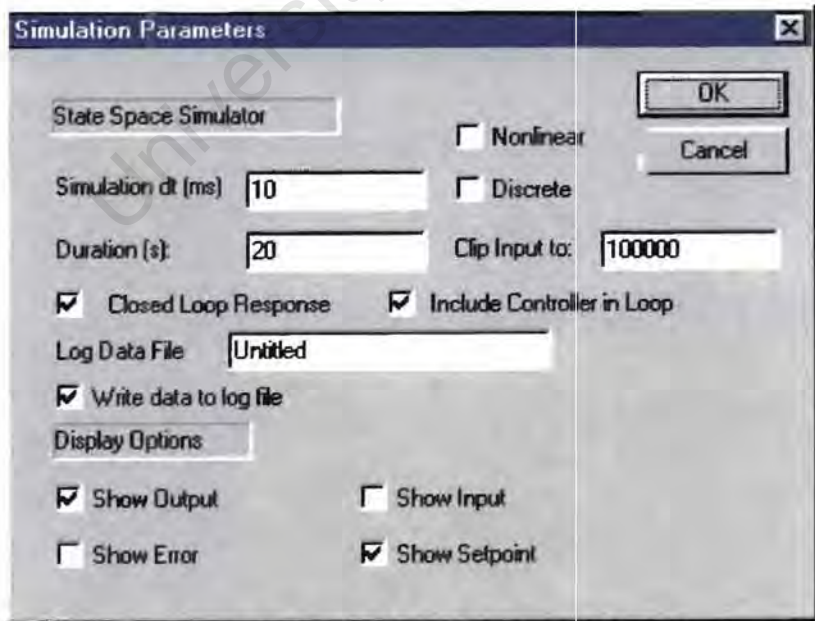 Simulation Parameters
State Space Simulator
OK
Nonlinear
Cancel
Simulation dt (ms) 10
Discrete
Duration (s): 20
Clip Input to: 100000
Closed Loop Response
Include Controller in Loop
Log Data File Untitled
Write data to log file
Display Options
Show Output
Show Input
Show Error
Show Setpoint